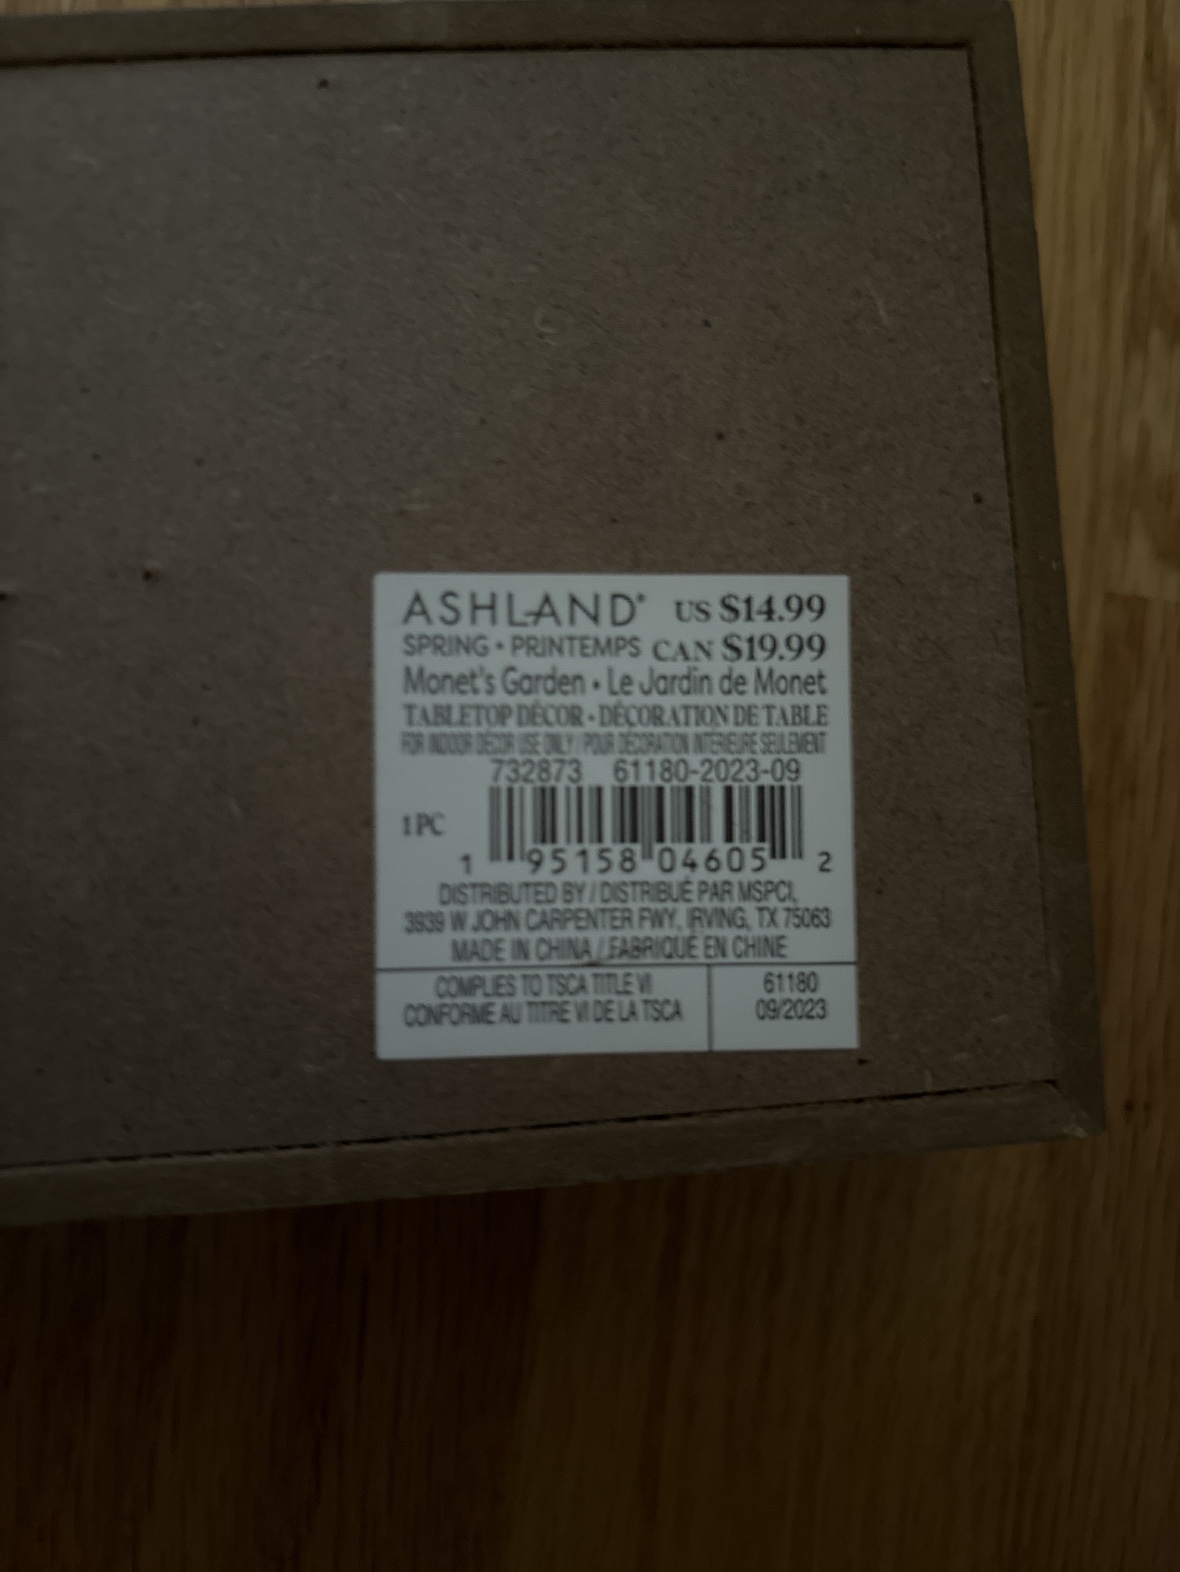 ASHLAND® US $14.99
SPRING • PRINTEMPS CAN $19.99
Monet's Garden • Le Jardin de Monet
TABLETOP DÉCOR • DÉCORATION DE TABLE
FOR INDOOR DÉCOR USE ONLY / POUR DÉCORATION INTÉRIEURE SEULEMENT
732873 61180-2023-09
1 PC
1 95158 04605 2
DISTRIBUTED BY / DISTRIBUÉ PAR MSPCI,
3939 W JOHN CARPENTER FWY, IRVING, TX 75063
MADE IN CHINA / FABRIQUÉ EN CHINE
COMPLIES TO TSCA TITLE VI
CONFORME AU TITRE VI DE LA TSCA
61180
09/2023